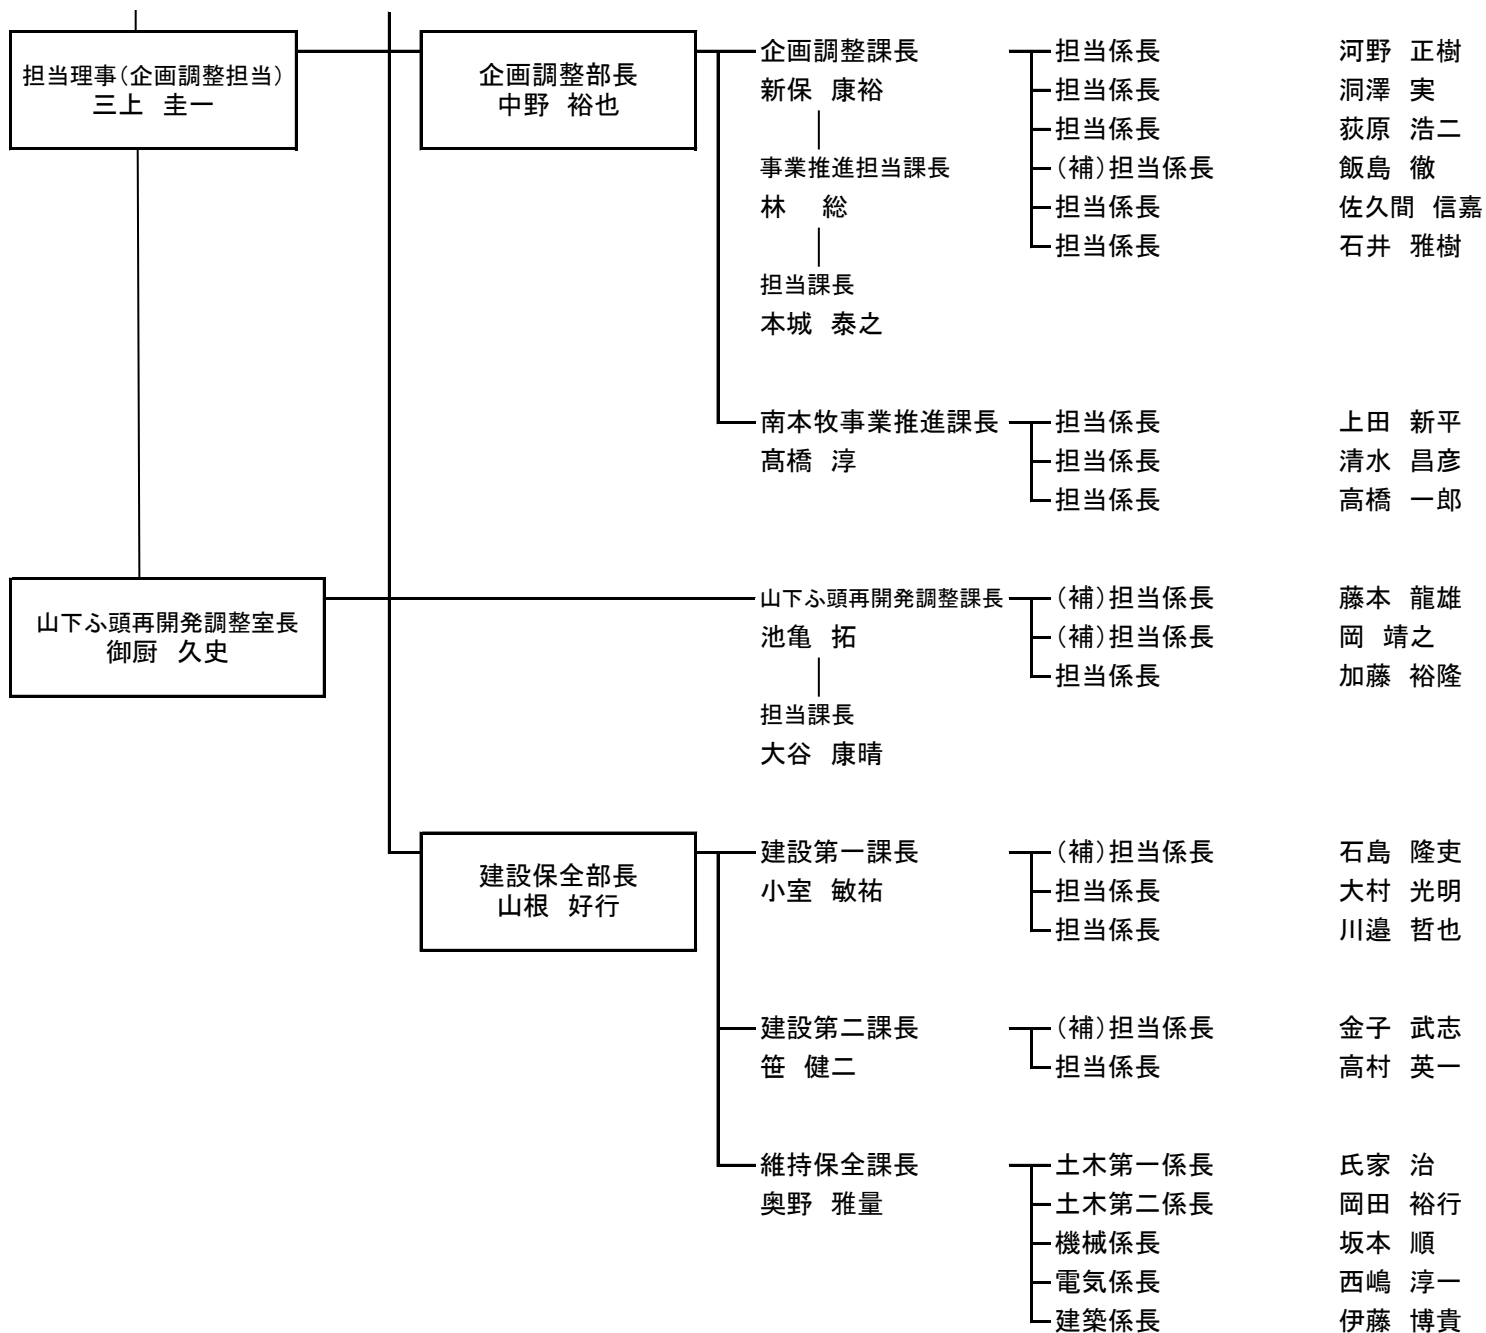 担当理事（企画調整担当）
三上 圭一
企画調整部長
中野 裕也
企画調整課長
新保 康裕
事業推進担当課長
林 総
担当課長
本城 泰之
担当係長 河野 正樹
担当係長 洞澤 実
担当係長 荻原 浩二
（補）担当係長 飯島 徹
担当係長 佐久間 信嘉
担当係長 石井 雅樹
南本牧事業推進課長
髙橋 淳
担当係長 上田 新平
担当係長 清水 昌彦
担当係長 高橋 一郎
山下ふ頭再開発調整室長
御厨 久史
山下ふ頭再開発調整課長
池亀 拓
担当課長
大谷 康晴
（補）担当係長 藤本 龍雄
（補）担当係長 岡 靖之
担当係長 加藤 裕隆
建設保全部長
山根 好行
建設第一課長
小室 敏祐
（補）担当係長 石島 隆吏
担当係長 大村 光明
担当係長 川邉 哲也
建設第二課長
笹 健二
（補）担当係長 金子 武志
担当係長 高村 英一
維持保全課長
奥野 雅量
土木第一係長 氏家 治
土木第二係長 岡田 裕行
機械係長 坂本 順
電気係長 西嶋 淳一
建築係長 伊藤 博貴